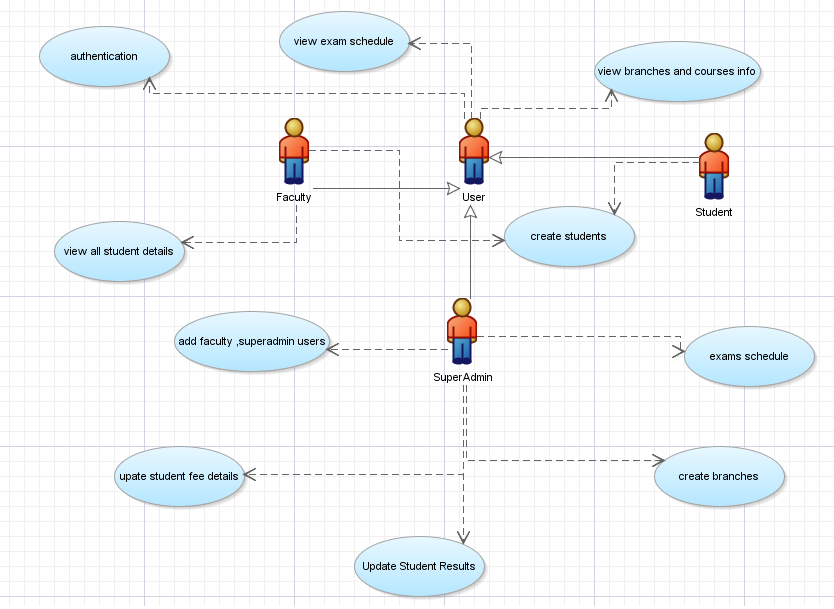 view exam schedule
authentication
view branches and courses info
Faculty
User
Student
create students
view all student details
add faculty ,superadmin users
exams schedule
SuperAdmin
upate student fee details
create branches
Update Student Results